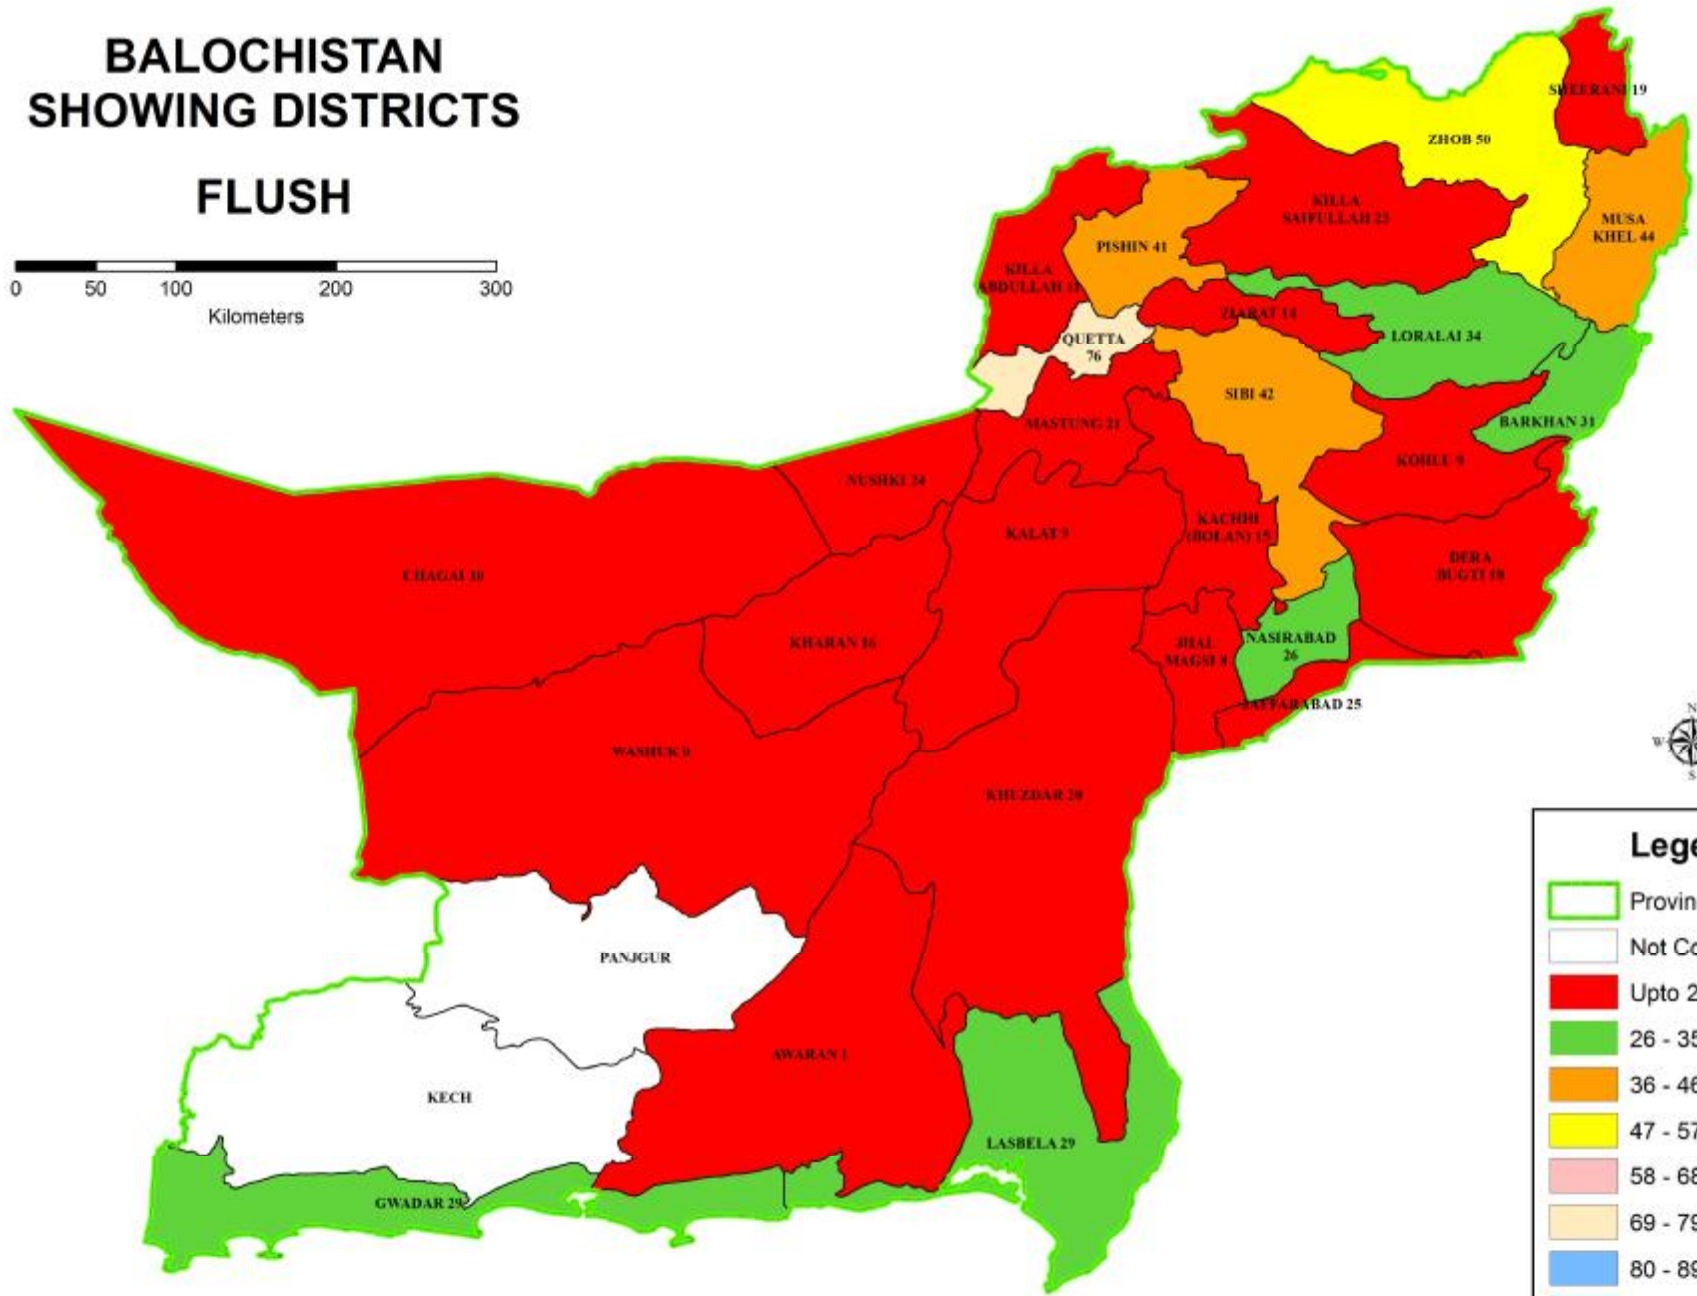 BALOCHISTAN
SHOWING DISTRICTS
FLUSH
0 50 100 200 300
Kilometers
SHEERANI 19
ZHOB 50
KILLA
SAIFULLAH 23
MUSA
KHEL 44
PISHIN 41
KILLA
ABDULLAH
ZIARAT 14
LORALAI 34
QUETTA
76
SIBI 42
MASTUNG 21
BARKHAN 31
KOHLU 9
NUSHKI 24
KALAT 9
KACHHI
(BOLAN) 15
DERA
BUGTI 18
CHAGAI 10
KHARAN 16
JHAL
MAGSI 8
NASIRABAD
26
JAFFARABAD 25
WASHUK 0
KHUZDAR 20
PANJGUR
AWARAN 1
KECH
LASBELA 29
GWADAR 29
N
W
S
Lege
Provin
Not Co
Upto 2
26 - 35
36 - 46
47 - 57
58 - 68
69 - 79
80 - 89